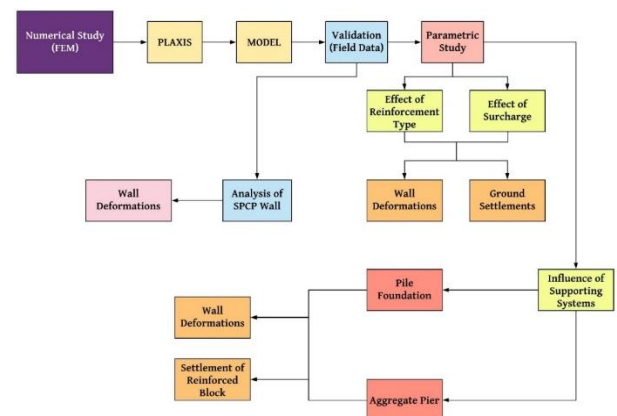 Numerical Study
(FEM)
PLAXIS
MODEL
Validation
(Field Data)
Parametric
Study
Effect of
Reinforcement
Type
Effect of
Surcharge
Wall
Deformations
Analysis of
SPCP Wall
Wall
Deformations
Ground
Settlements
Pile
Foundation
Influence of
Supporting
Systems
Wall
Deformations
Settlement of
Reinforced
Block
Aggregate Pier